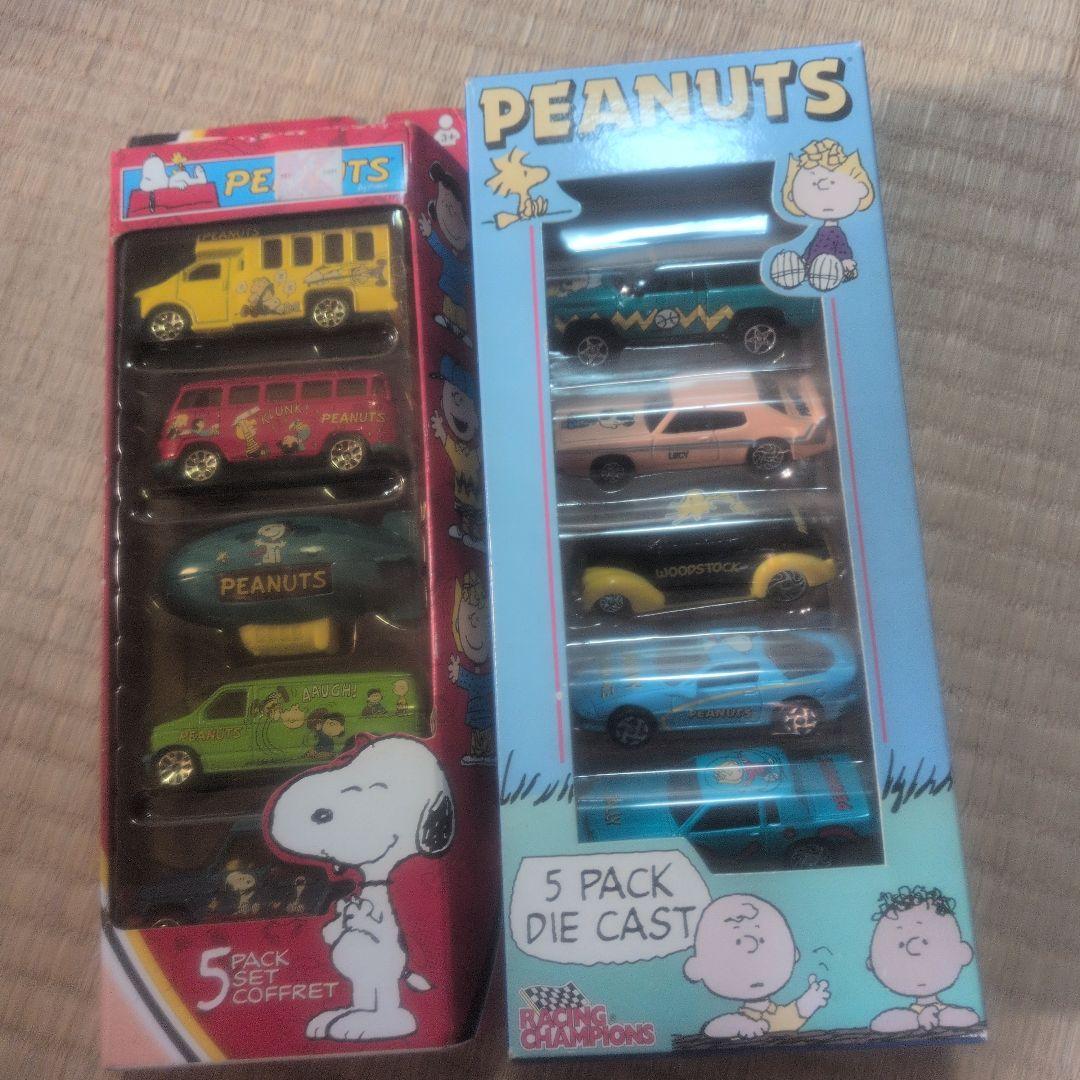 3+
PEANUTS
KLUNK!
PEANUTS
PEANUTS
AAUGH!
PEANUTS
5 PACK
SET
COFFRET
PEANUTS
LUCY
WOODSTOCK
PEANUTS
5 PACK
DIE CAST
RACING
CHAMPIONS